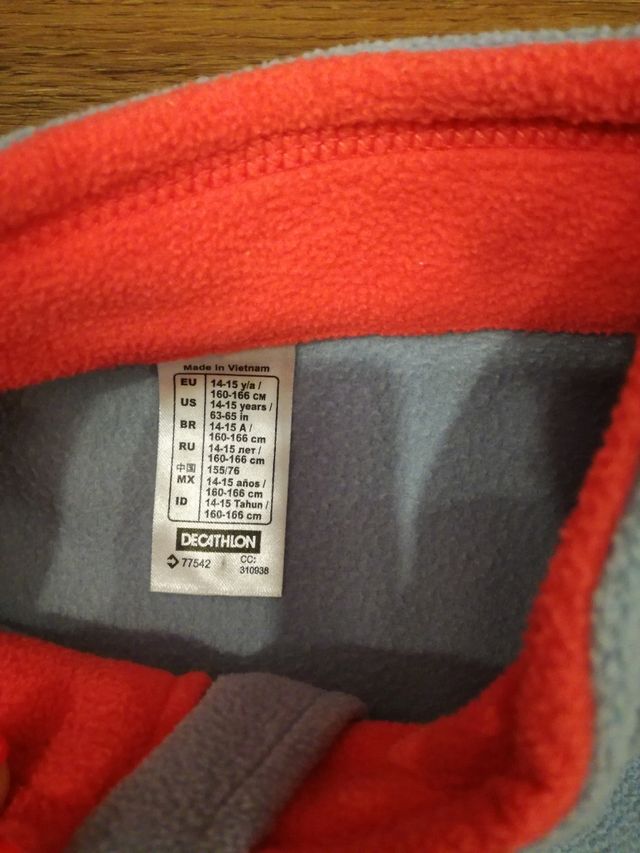 Made in Vietnam
EU 14-15 y/a /
160-166 см
US 14-15 years /
63-65 in
BR 14-15 A /
160-166 cm
RU 14-15 лет /
160-166 cm
中国 155/76
MX 14-15 años /
160-166 cm
ID 14-15 Tahun /
160-166 cm
DECATHLON
77542 CC:
310938